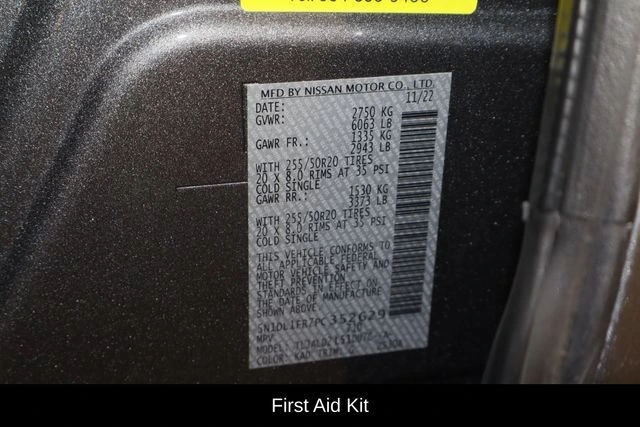 MFD BY NISSAN MOTOR CO., LTD.
DATE: 11/22
GVWR: 2750 KG
6063 LB
GAWR FR.: 1335 KG
2943 LB
WITH 255/50R20 TIRES
20 X 8.0 RIMS AT 35 PSI
COLD SINGLE
GAWR RR.: 1530 KG
3373 LB
WITH 255/50R20 TIRES
20 X 8.0 RIMS AT 35 PSI
COLD SINGLE
THIS VEHICLE CONFORMS TO
ALL APPLICABLE FEDERAL
MOTOR VEHICLE SAFETY AND
THEFT PREVENTION
STANDARDS IN EFFECT ON
THE DATE OF MANUFACTURE
SHOWN ABOVE.
5N1DL1FR7PC352629
MPV
MODEL:
COLOR: KAD TRIM:
First Aid Kit